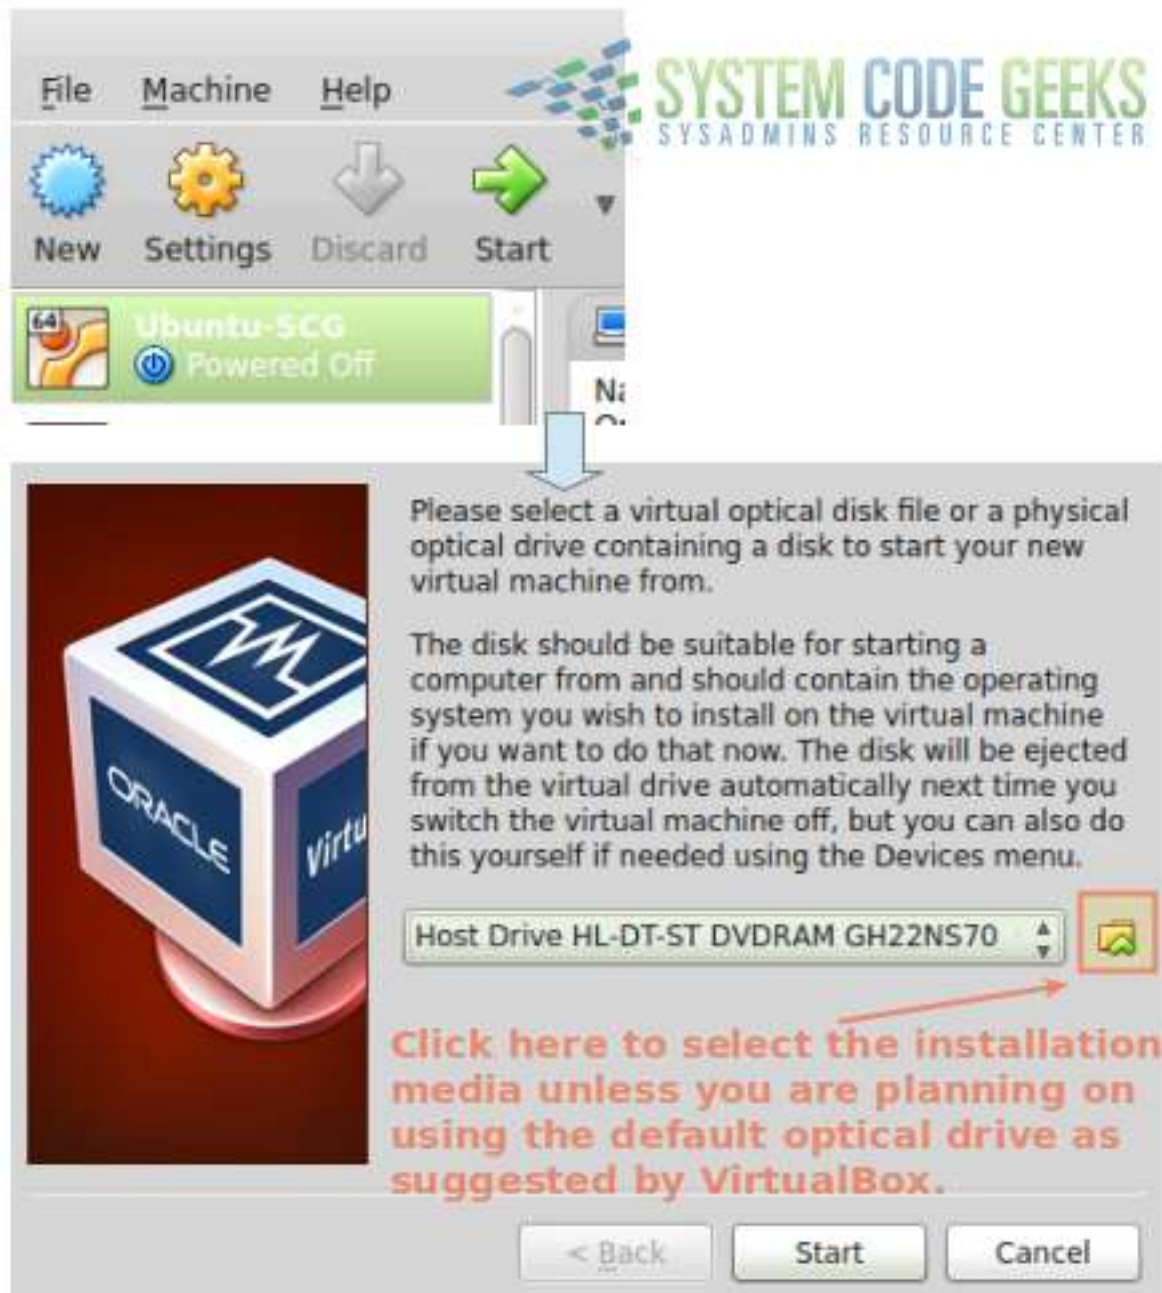 File Machine Help
SYSTEM CODE GEEKS
SYSADMINS RESOURCE CENTER
New Settings Discard Start
64
Ubuntu-SCG
Powered Off
Please select a virtual optical disk file or a physical
optical drive containing a disk to start your new
virtual machine from.
The disk should be suitable for starting a
computer from and should contain the operating
system you wish to install on the virtual machine
if you want to do that now. The disk will be ejected
from the virtual drive automatically next time you
switch the virtual machine off, but you can also do
this yourself if needed using the Devices menu.
ORACLE
Virtu
Host Drive HL-DT-ST DVDRAM GH22NS70
Click here to select the installation
media unless you are planning on
using the default optical drive as
suggested by VirtualBox.
< Back Start Cancel